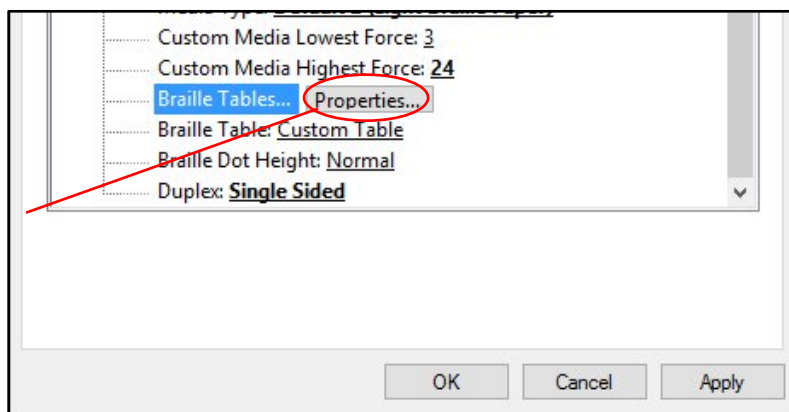 Custom Media Lowest Force: 3
Custom Media Highest Force: 24
Braille Tables... Properties...
Braille Table: Custom Table
Braille Dot Height: Normal
Duplex: Single Sided
OK Cancel Apply